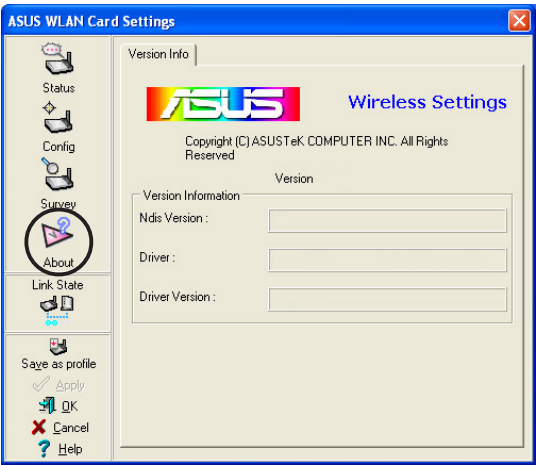 ASUS WLAN Card Settings
Status
Config
Survey
About
Link State
Save as profile
Apply
OK
Cancel
Help
Version Info
ASUS
Wireless Settings
Copyright (C) ASUSTeK COMPUTER INC. All Rights
Reserved
Version
Version Information
Ndis Version :
Driver :
Driver Version :